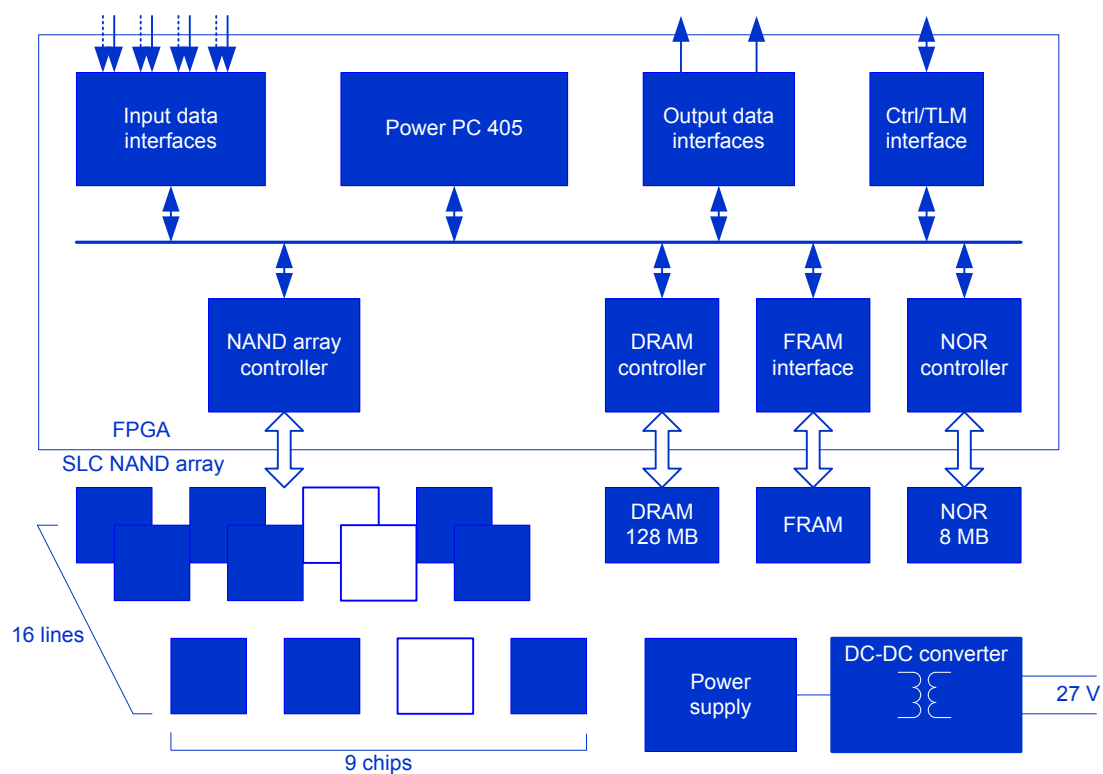 Input data
interfaces
Power PC 405
Output data
interfaces
Ctrl/TLM
interface
NAND array
controller
DRAM
controller
FRAM
interface
NOR
controller
FPGA
SLC NAND array
DRAM
128 MB
FRAM
NOR
8 MB
16 lines
9 chips
Power
supply
DC-DC converter
27 V